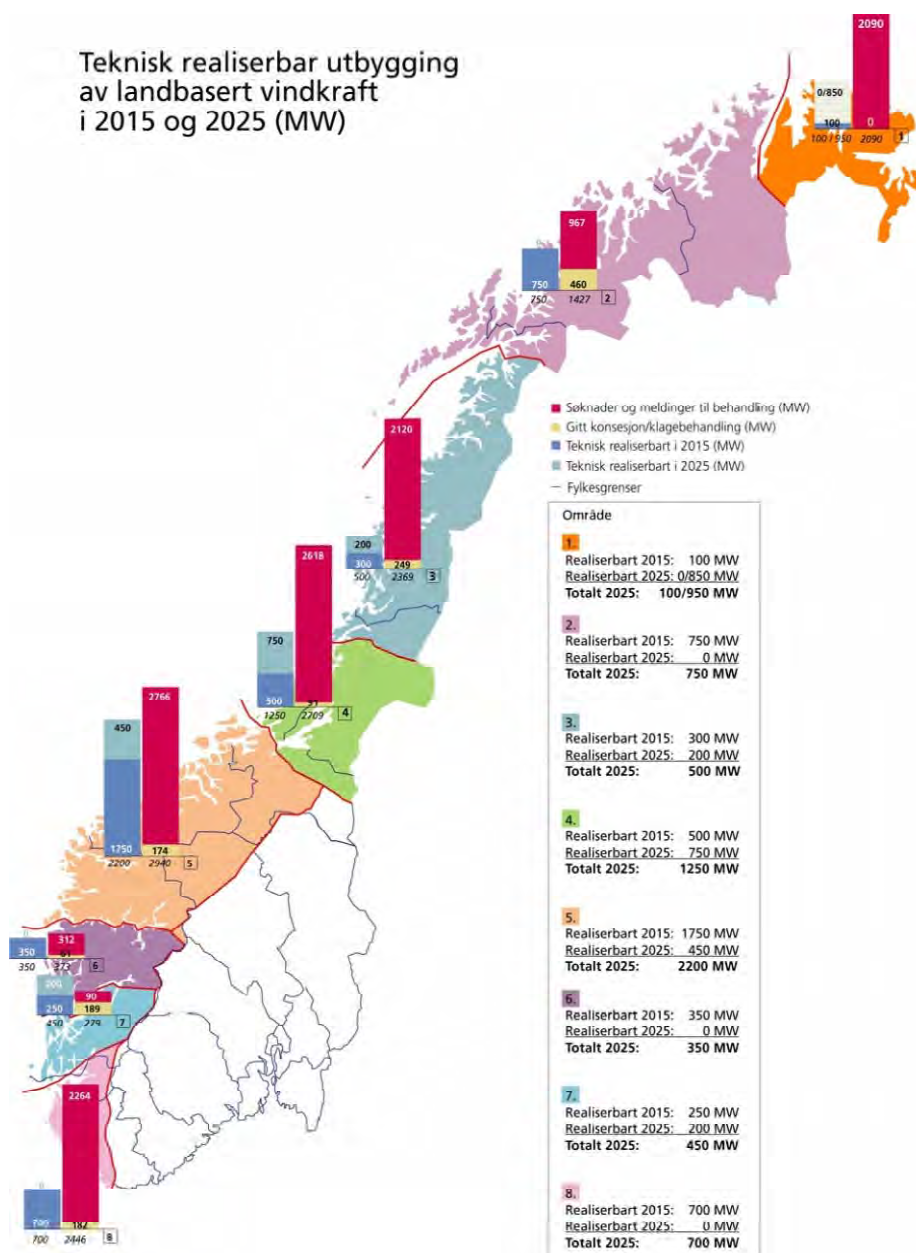 Teknisk realiserbar utbygging
av landbasert vindkraft
i 2015 og 2025 (MW)
2090
0/850
100
0
100 / 950
2090
1
967
0
750
460
750
1427
2
2120
200
300
249
500
2369
3
2618
750
500
91
1250
2709
4
2766
450
1750
174
2200
2940
5
0
312
350
61
350
373
6
200
90
250
189
450
279
7
2264
0
700
182
700
2446
8
Søknader og meldinger til behandling (MW)
Gitt konsesjon/klagebehandling (MW)
Teknisk realiserbart i 2015 (MW)
Teknisk realiserbart i 2025 (MW)
Fylkesgrenser
Område
1.
Realiserbart 2015: 100 MW
Realiserbart 2025: 0/850 MW
Totalt 2025: 100/950 MW
2.
Realiserbart 2015: 750 MW
Realiserbart 2025: 0 MW
Totalt 2025: 750 MW
3.
Realiserbart 2015: 300 MW
Realiserbart 2025: 200 MW
Totalt 2025: 500 MW
4.
Realiserbart 2015: 500 MW
Realiserbart 2025: 750 MW
Totalt 2025: 1250 MW
5.
Realiserbart 2015: 1750 MW
Realiserbart 2025: 450 MW
Totalt 2025: 2200 MW
6.
Realiserbart 2015: 350 MW
Realiserbart 2025: 0 MW
Totalt 2025: 350 MW
7.
Realiserbart 2015: 250 MW
Realiserbart 2025: 200 MW
Totalt 2025: 450 MW
8.
Realiserbart 2015: 700 MW
Realiserbart 2025: 0 MW
Totalt 2025: 700 MW